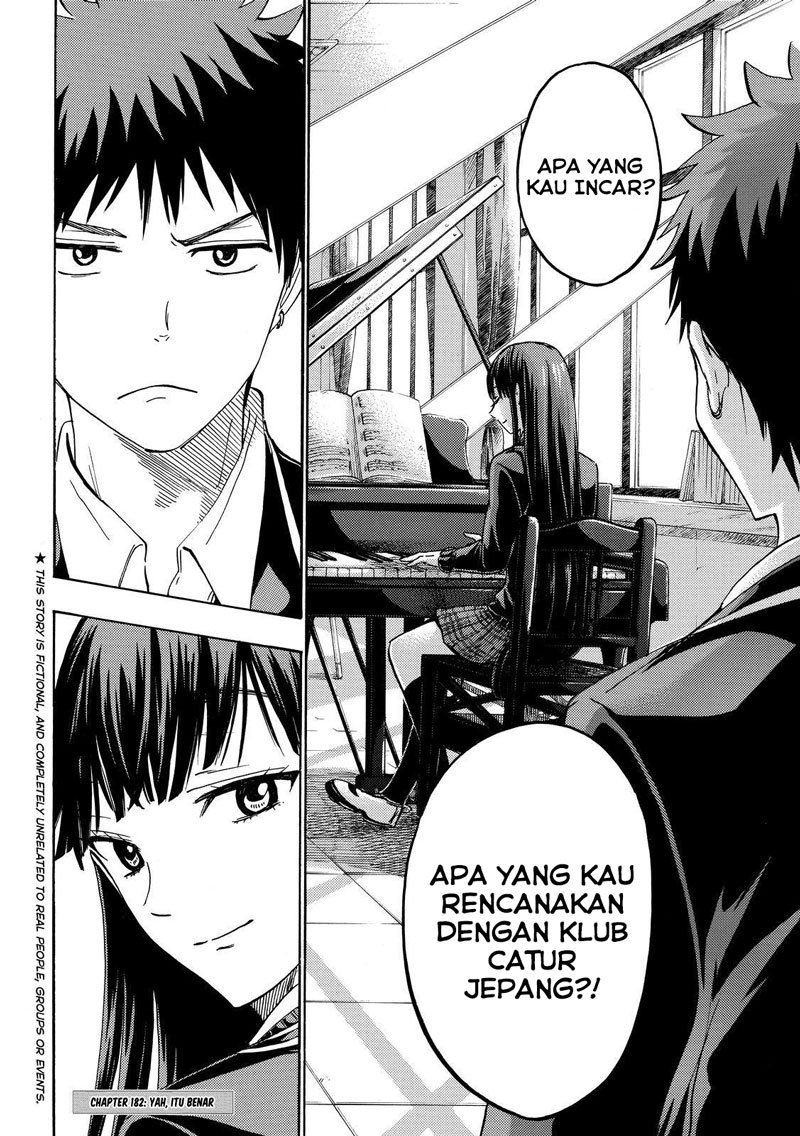 APA YANG
KAU INCAR?
APA YANG KAU
RENCANAKAN
DENGAN KLUB
CATUR
JEPANG?!
★ THIS STORY IS FICTIONAL, AND COMPLETELY UNRELATED TO REAL PEOPLE, GROUPS OR EVENTS.
CHAPTER 182: YAH, ITU BENAR